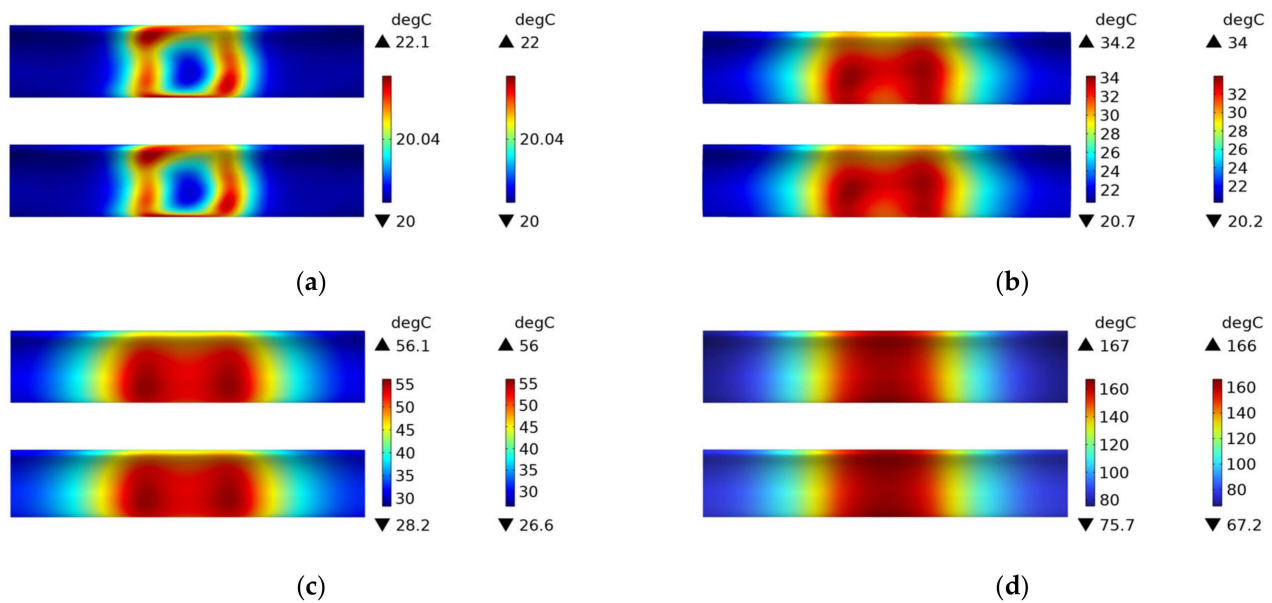 degC degC
▲ 22.1 ▲ 22
20.04 20.04
▼ 20 ▼ 20
(a)
degC degC
▲ 34.2 ▲ 34
34
32 32
30 30
28 28
26 26
24 24
22 22
▼ 20.7 ▼ 20.2
(b)
degC degC
▲ 56.1 ▲ 56
55 55
50 50
45 45
40 40
35 35
30 30
▼ 28.2 ▼ 26.6
(c)
degC degC
▲ 167 ▲ 166
160 160
140 140
120 120
100 100
80 80
▼ 75.7 ▼ 67.2
(d)